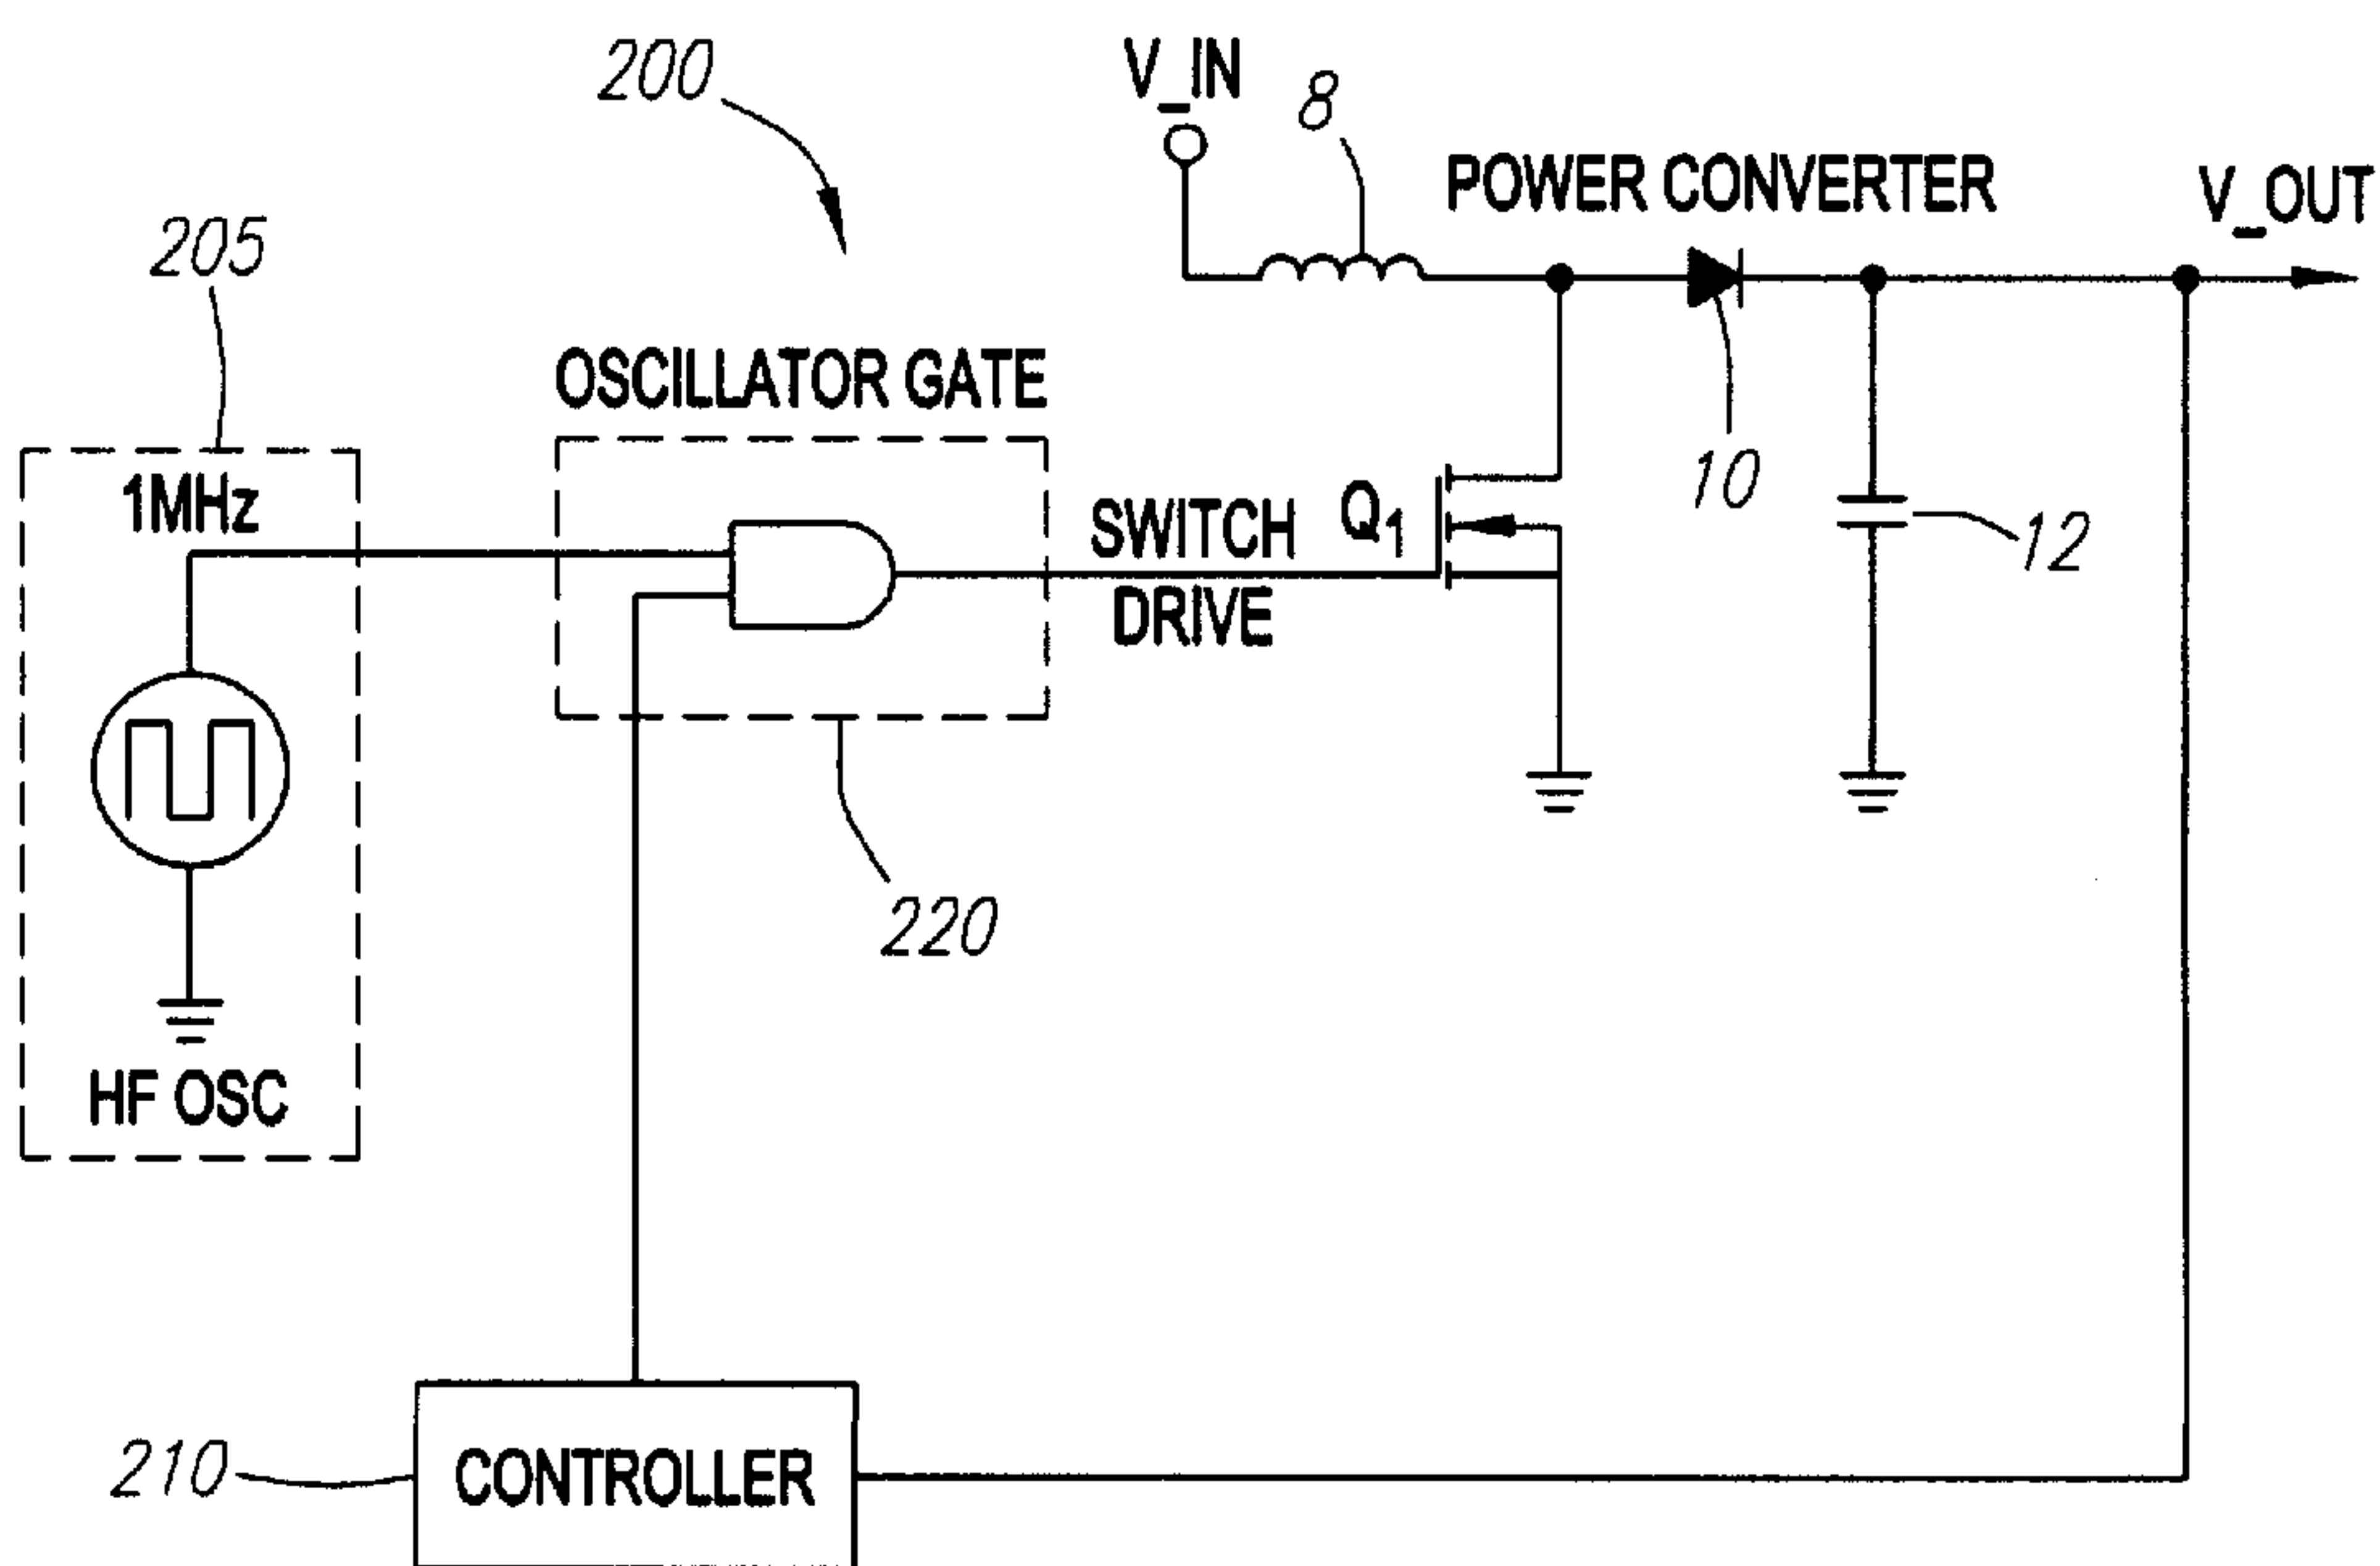 200
V_IN
8
POWER CONVERTER
V_OUT
205
OSCILLATOR GATE
1MHz
SWITCH
DRIVE
Q1
10
12
220
HF OSC
210
CONTROLLER